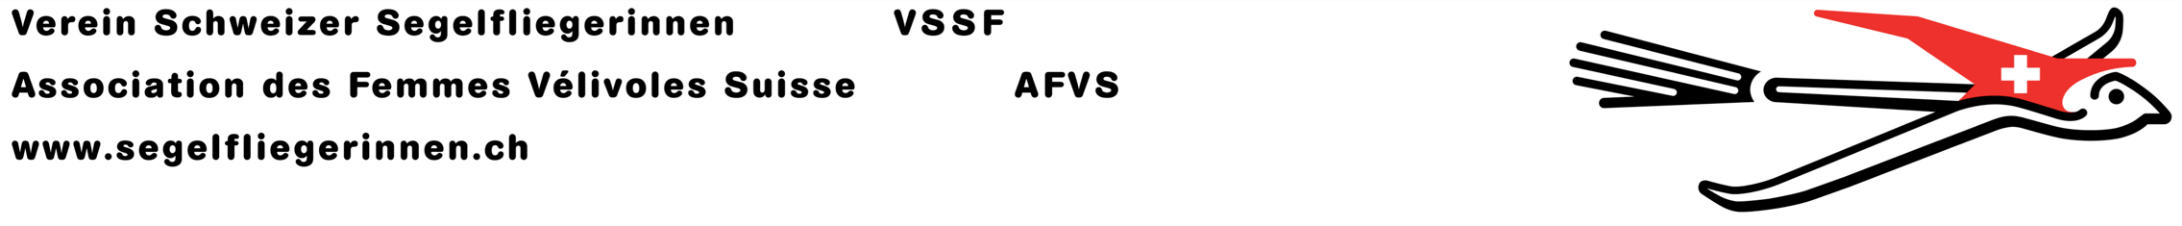 Verein Schweizer Segelfliegerinnen VSSF
Association des Femmes Vélivoles Suisse AFVS
www.segelfliegerinnen.ch